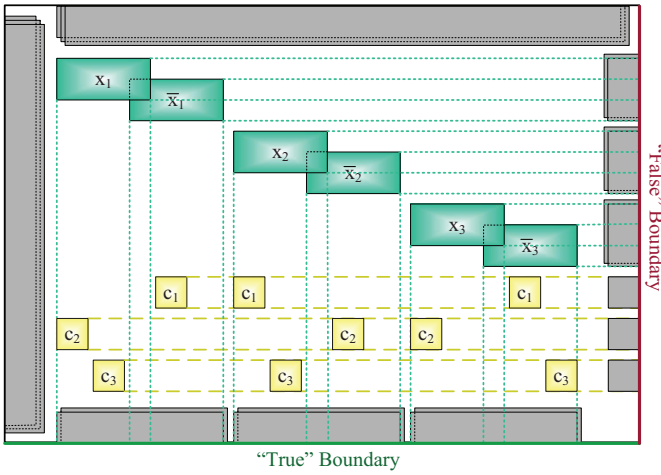 x₁
x̅₁
x₂
x̅₂
x₃
x̅₃
c₁ c₁ c₁
c₂ c₂ c₂
c₃ c₃ c₃
"False" Boundary
"True" Boundary